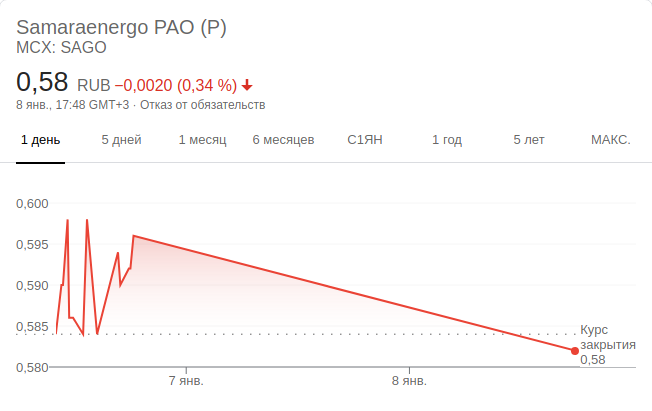 Samaraenergo PAO (P)
MCX: SAGO
0,58 RUB −0,0020 (0,34 %)
8 янв., 17:48 GMT+3 · Отказ от обязательств
1 день 5 дней 1 месяц 6 месяцев С1ЯН 1 год 5 лет МАКС.
0,600
0,595
0,590
0,585
0,580
Курс
закрытия
0,58
7 янв. 8 янв.